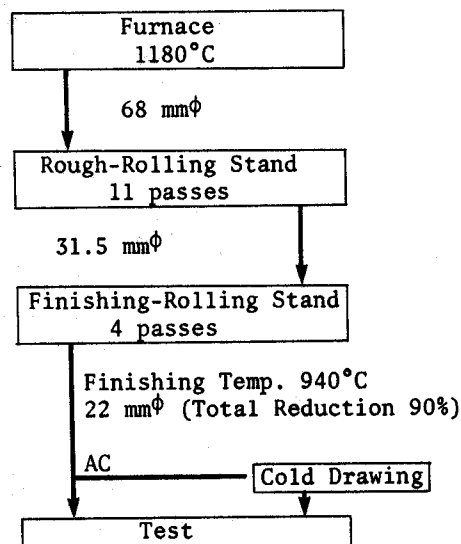 Furnace
1180°C
68 mmφ
Rough-Rolling Stand
11 passes
31.5 mmφ
Finishing-Rolling Stand
4 passes
Finishing Temp. 940°C
22 mmφ (Total Reduction 90%)
AC
Cold Drawing
Test